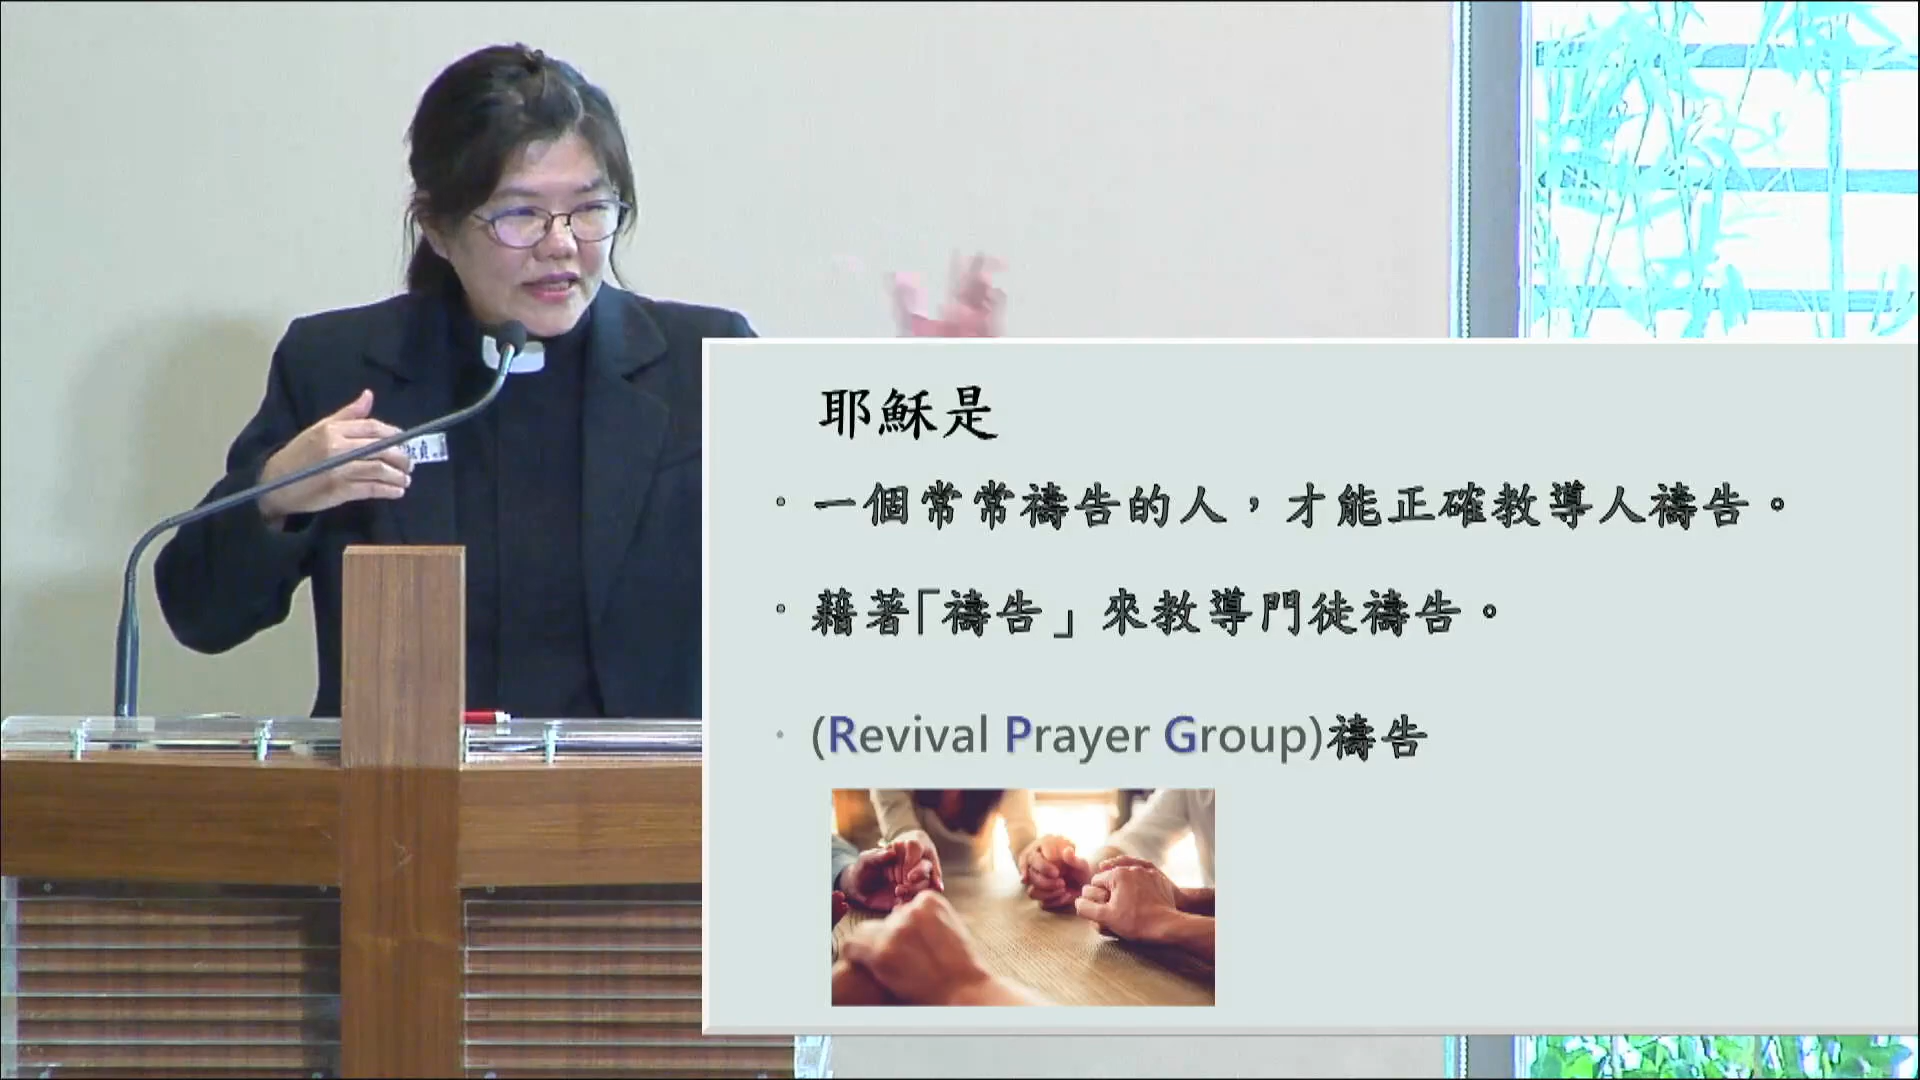 耶穌是
• 一個常常禱告的人，才能正確教導人禱告。
• 藉著「禱告」來教導門徒禱告。
• (Revival Prayer Group)禱告